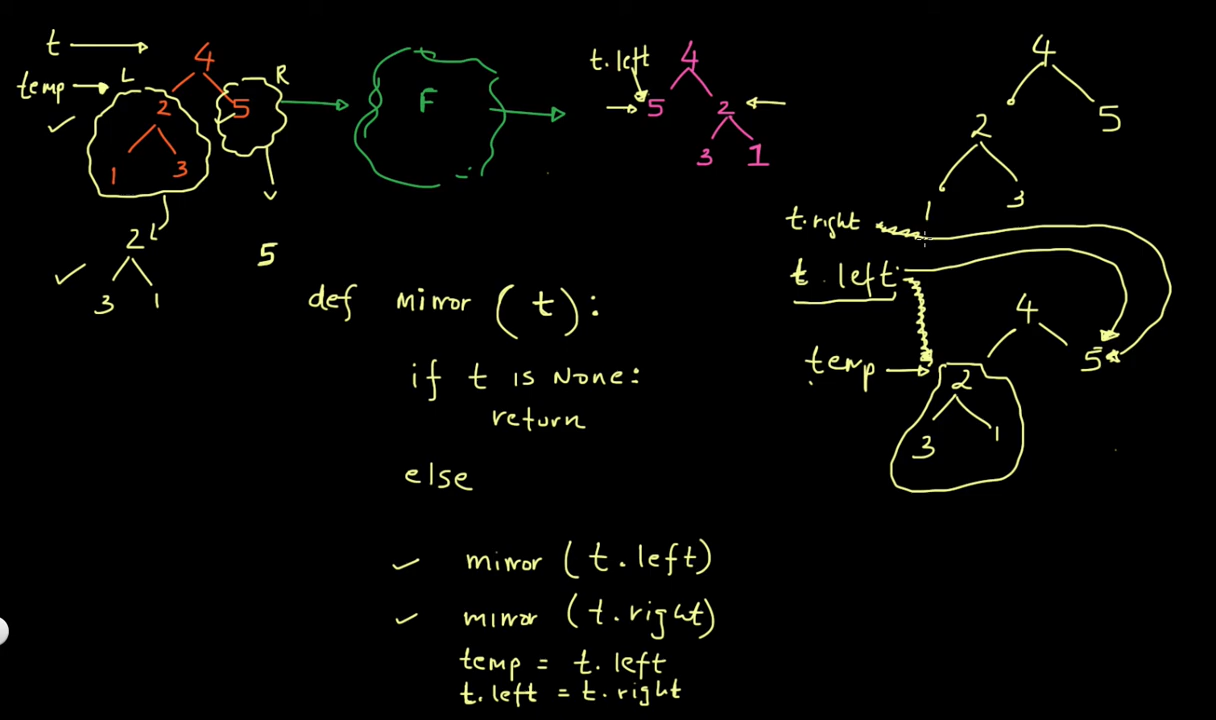 t
temp
L
R
4
2
5
1
3
2
3
1
5
F
t.left
4
5
2
3
1
4
5
2
1
3
t.right
t.left
temp
4
5
2
3
1
def mirror (t):
if t is None:
return
else
mirror (t.left)
mirror (t.right)
temp = t.left
t.left = t.right